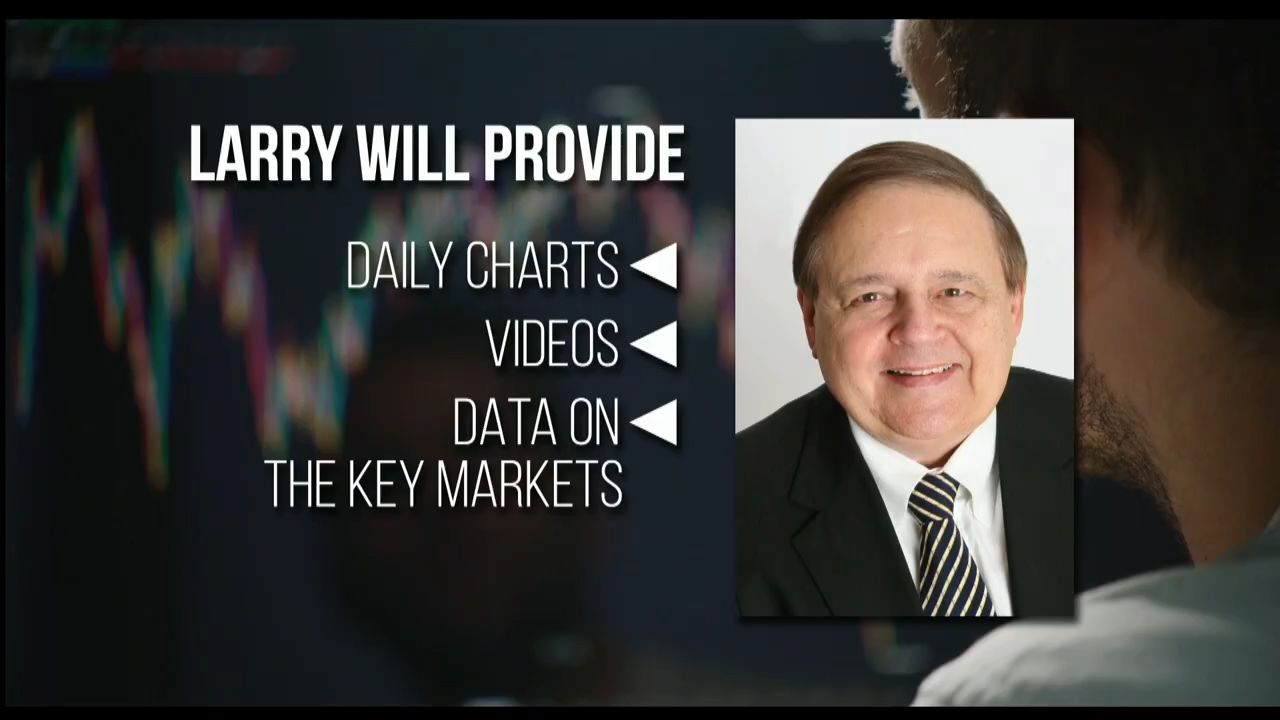 LARRY WILL PROVIDE
DAILY CHARTS
VIDEOS
DATA ON
THE KEY MARKETS